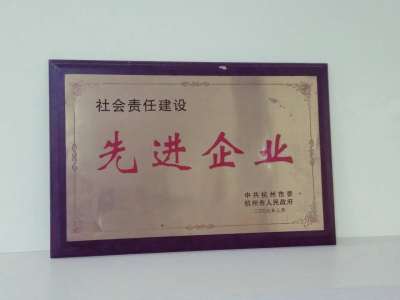 社会责任建设
先进企业
中共杭州市委
杭州市人民政府